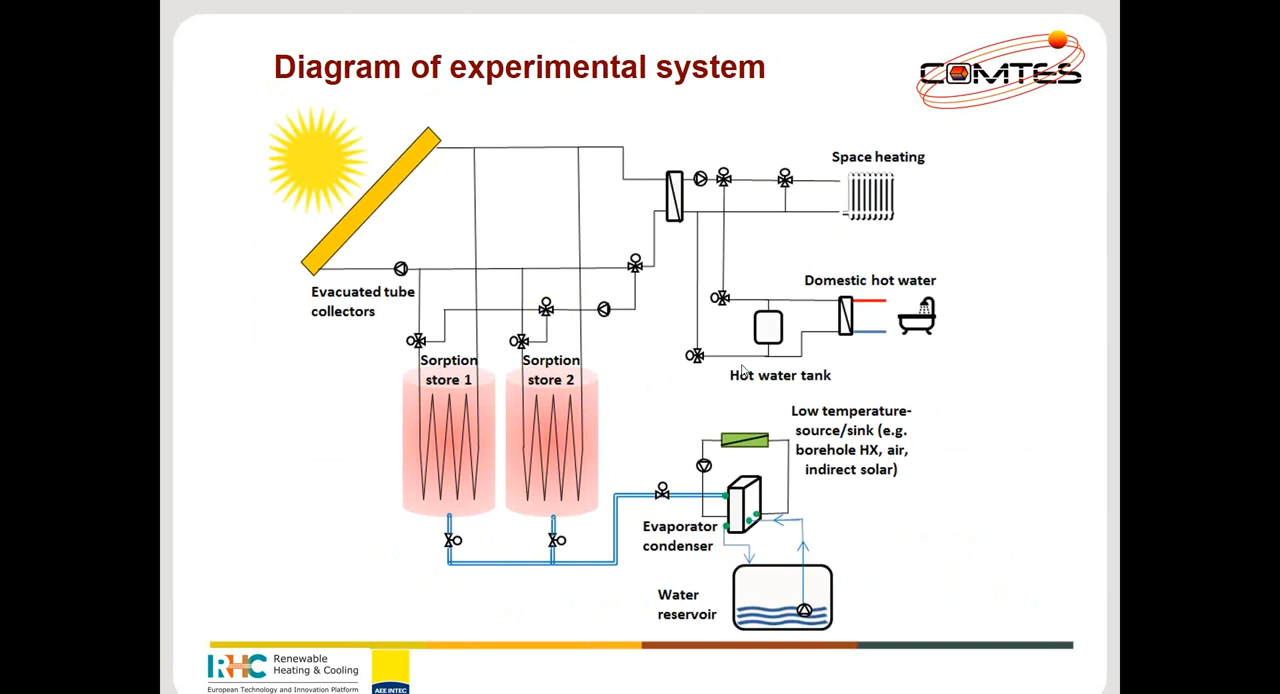 Diagram of experimental system
COMTES
Space heating
Domestic hot water
Evacuated tube
collectors
Sorption
store 1
Sorption
store 2
Hot water tank
Low temperature-
source/sink (e.g.
borehole HX, air,
indirect solar)
Evaporator
condenser
Water
reservoir
RHC
Renewable
Heating & Cooling
European Technology and Innovation Platform
AEE INTEC